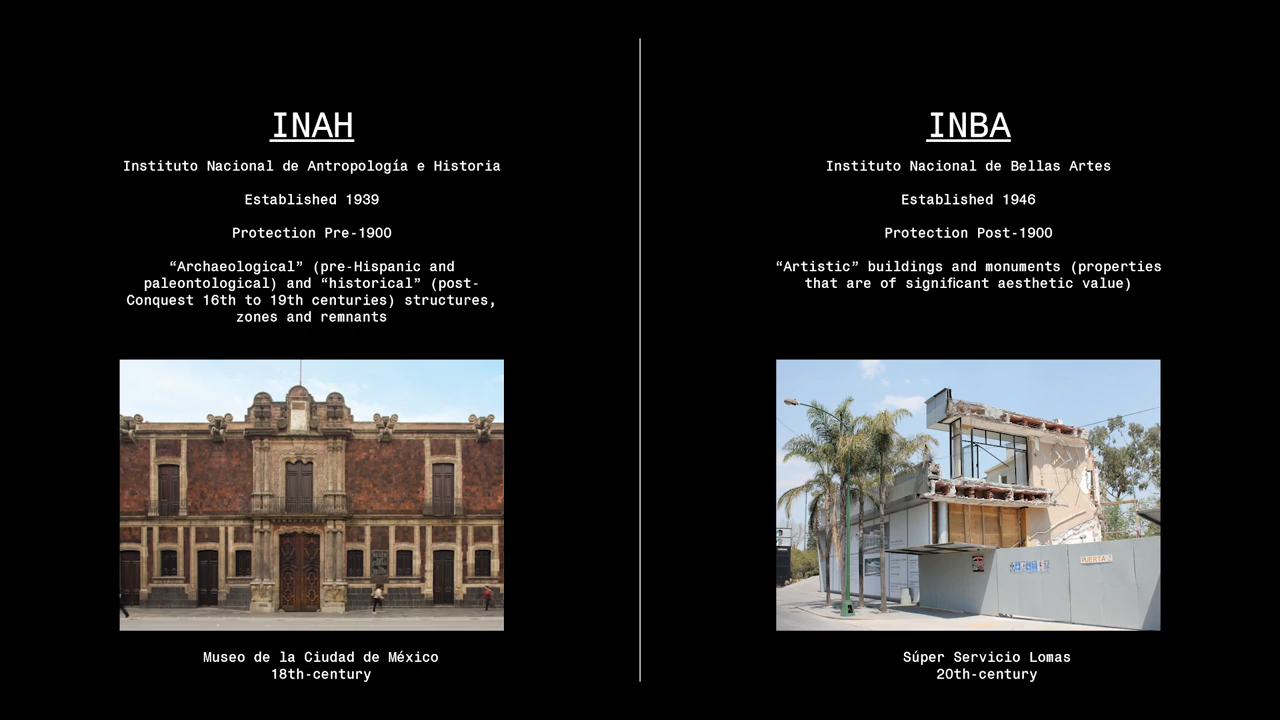 INAH
Instituto Nacional de Antropología e Historia
Established 1939
Protection Pre-1900
“Archaeological” (pre-Hispanic and
paleontological) and “historical” (post-
Conquest 16th to 19th centuries) structures,
zones and remnants
Museo de la Ciudad de México
18th-century
INBA
Instituto Nacional de Bellas Artes
Established 1946
Protection Post-1900
“Artistic” buildings and monuments (properties
that are of significant aesthetic value)
PUERTA 2
Súper Servicio Lomas
20th-century